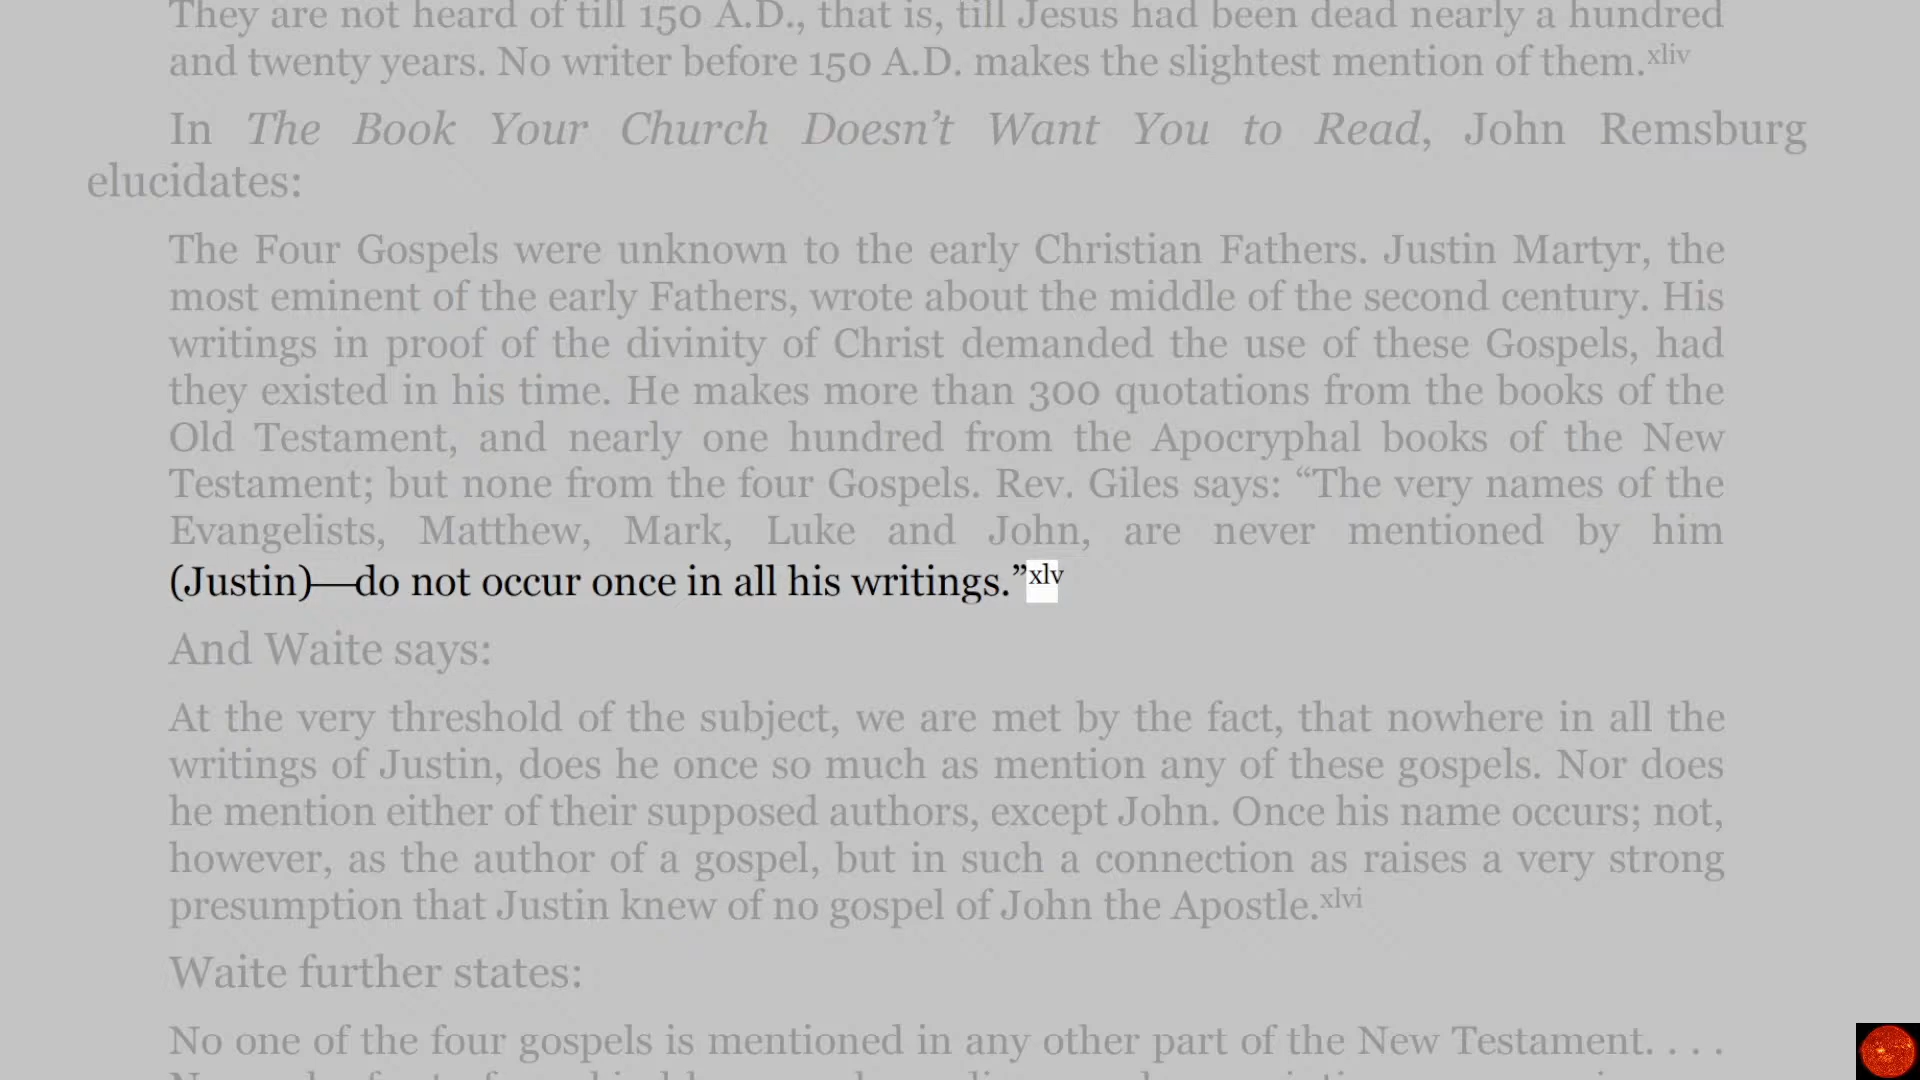 They are not heard of till 150 A.D., that is, till Jesus had been dead nearly a hundred
and twenty years. No writer before 150 A.D. makes the slightest mention of them.xliv
In The Book Your Church Doesn’t Want You to Read, John Remsburg
elucidates:
The Four Gospels were unknown to the early Christian Fathers. Justin Martyr, the
most eminent of the early Fathers, wrote about the middle of the second century. His
writings in proof of the divinity of Christ demanded the use of these Gospels, had
they existed in his time. He makes more than 300 quotations from the books of the
Old Testament, and nearly one hundred from the Apocryphal books of the New
Testament; but none from the four Gospels. Rev. Giles says: “The very names of the
Evangelists, Matthew, Mark, Luke and John, are never mentioned by him
(Justin)—do not occur once in all his writings.”xlv
And Waite says:
At the very threshold of the subject, we are met by the fact, that nowhere in all the
writings of Justin, does he once so much as mention any of these gospels. Nor does
he mention either of their supposed authors, except John. Once his name occurs; not,
however, as the author of a gospel, but in such a connection as raises a very strong
presumption that Justin knew of no gospel of John the Apostle.xlvi
Waite further states:
No one of the four gospels is mentioned in any other part of the New Testament. . . .